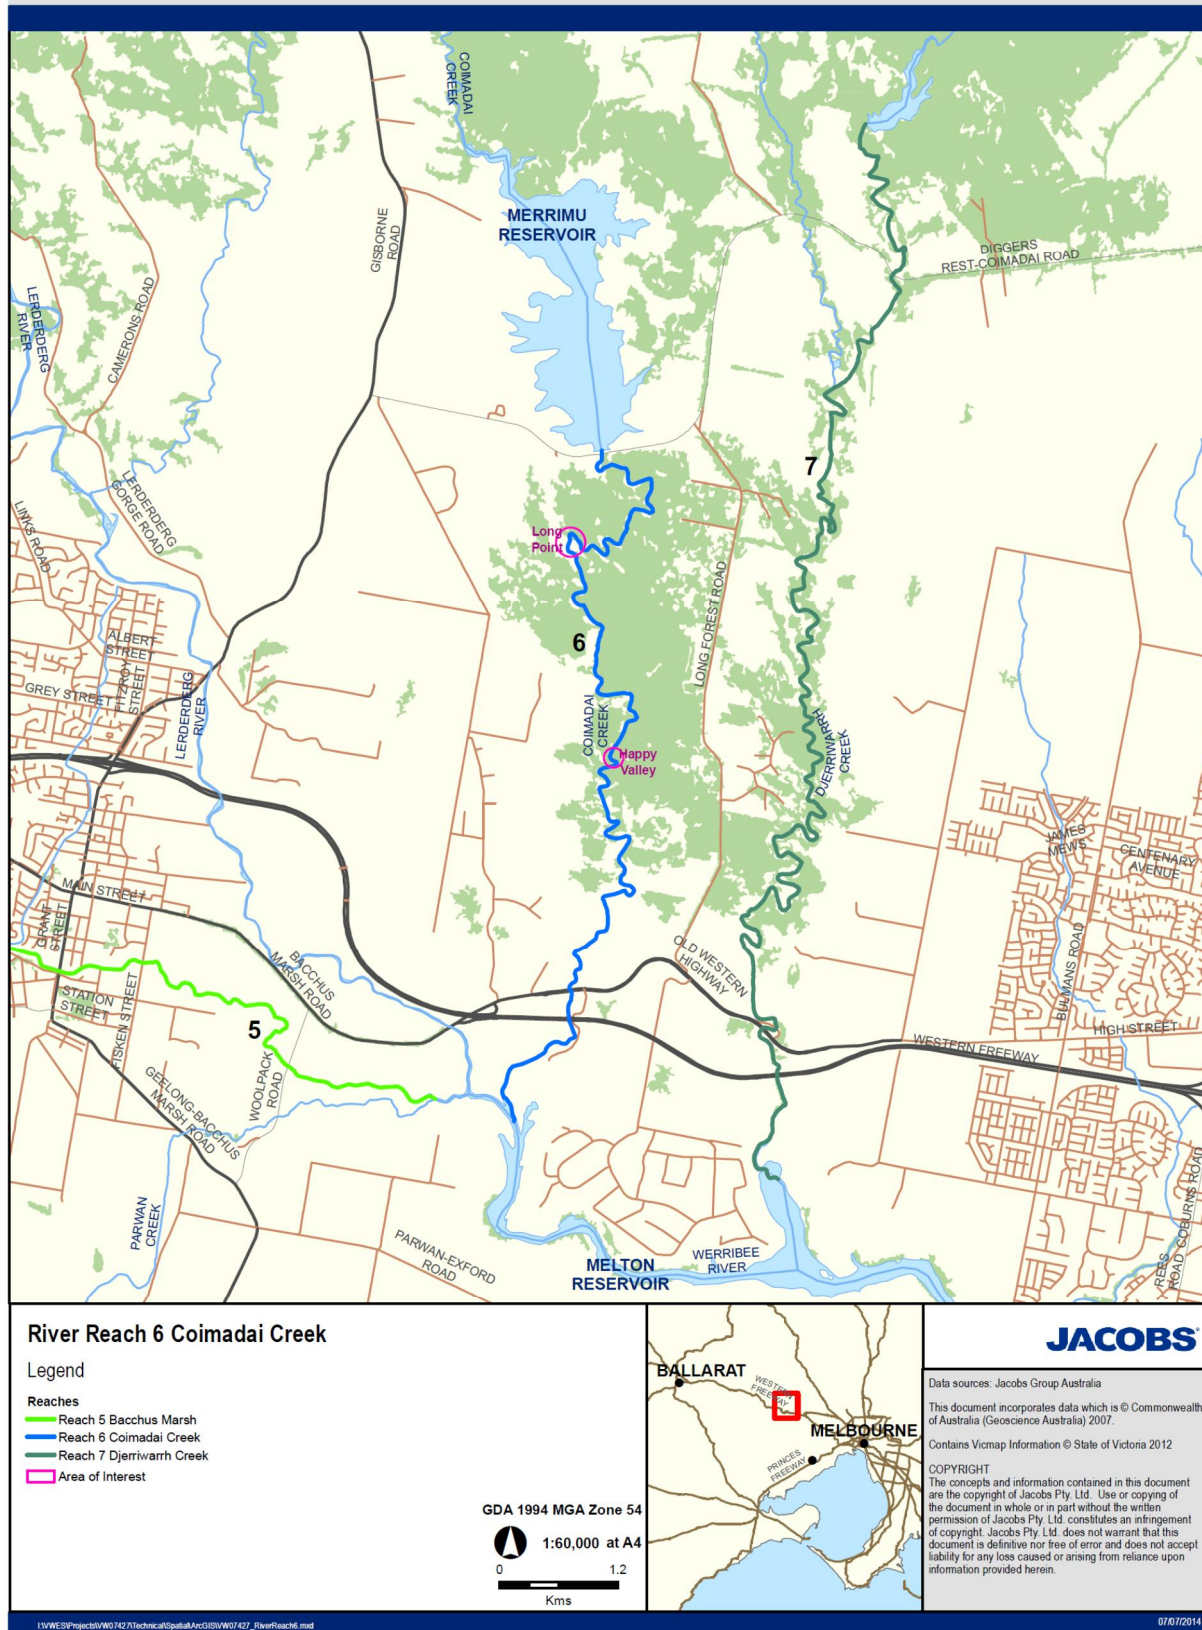 COIMADAI
CREEK
MERRIMU
RESERVOIR
GISBORNE
ROAD
DIGGERS
REST-COIMADAI ROAD
LERDERDERG
RIVER
CAMERONS ROAD
7
LERDERDERG
GORGE ROAD
LINKS ROAD
Long
Point
LONG FOREST ROAD
6
ALBERT
STREET
FITZROY
STREET
GREY STREET
LERDERDERG
RIVER
COIMADAI
CREEK
DJERRIWARRH
CREEK
Happy
Valley
JAMES
MEWS
CENTENARY
AVENUE
MAIN STREET
GRANT
STREET
BACCHUS
MARSH ROAD
OLD WESTERN
HIGHWAY
BULMANS ROAD
STATION
STREET
FISKEN STREET
5
HIGH STREET
WESTERN FREEWAY
WOOLPACK
ROAD
GEELONG-BACCHUS
MARSH ROAD
PARWAN
CREEK
PARWAN-EXFORD
ROAD
WERRIBEE
RIVER
MELTON
RESERVOIR
REES
ROAD
COBURNS ROAD
River Reach 6 Coimadai Creek
Legend
Reaches
Reach 5 Bacchus Marsh
Reach 6 Coimadai Creek
Reach 7 Djerriwarrh Creek
Area of Interest
GDA 1994 MGA Zone 54
1:60,000 at A4
0 1.2
Kms
BALLARAT
WESTERN
FREEWAY
MELBOURNE
PRINCES
FREEWAY
JACOBS
Data sources: Jacobs Group Australia
This document incorporates data which is © Commonwealth
of Australia (Geoscience Australia) 2007.
Contains Vicmap Information © State of Victoria 2012
COPYRIGHT
The concepts and information contained in this document
are the copyright of Jacobs Pty. Ltd. Use or copying of
the document in whole or in part without the written
permission of Jacobs Pty. Ltd. constitutes an infringement
of copyright. Jacobs Pty. Ltd. does not warrant that this
document is definitive nor free of error and does not accept
liability for any loss caused or arising from reliance upon
information provided herein.
I:\VWES\Projects\VW07427\Technical\Spatial\ArcGIS\VW07427_RiverReach6.mxd
07/07/2014